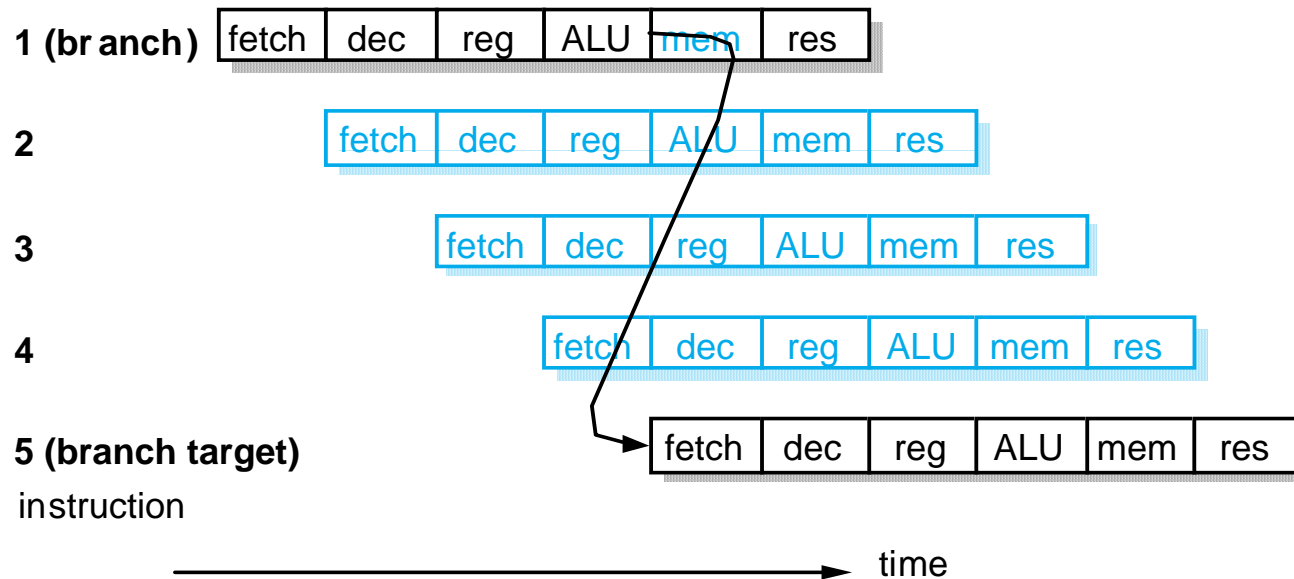 1 (branch) fetch dec reg ALU mem res
2 fetch dec reg ALU mem res
3 fetch dec reg ALU mem res
4 fetch dec reg ALU mem res
5 (branch target) fetch dec reg ALU mem res
instruction
time